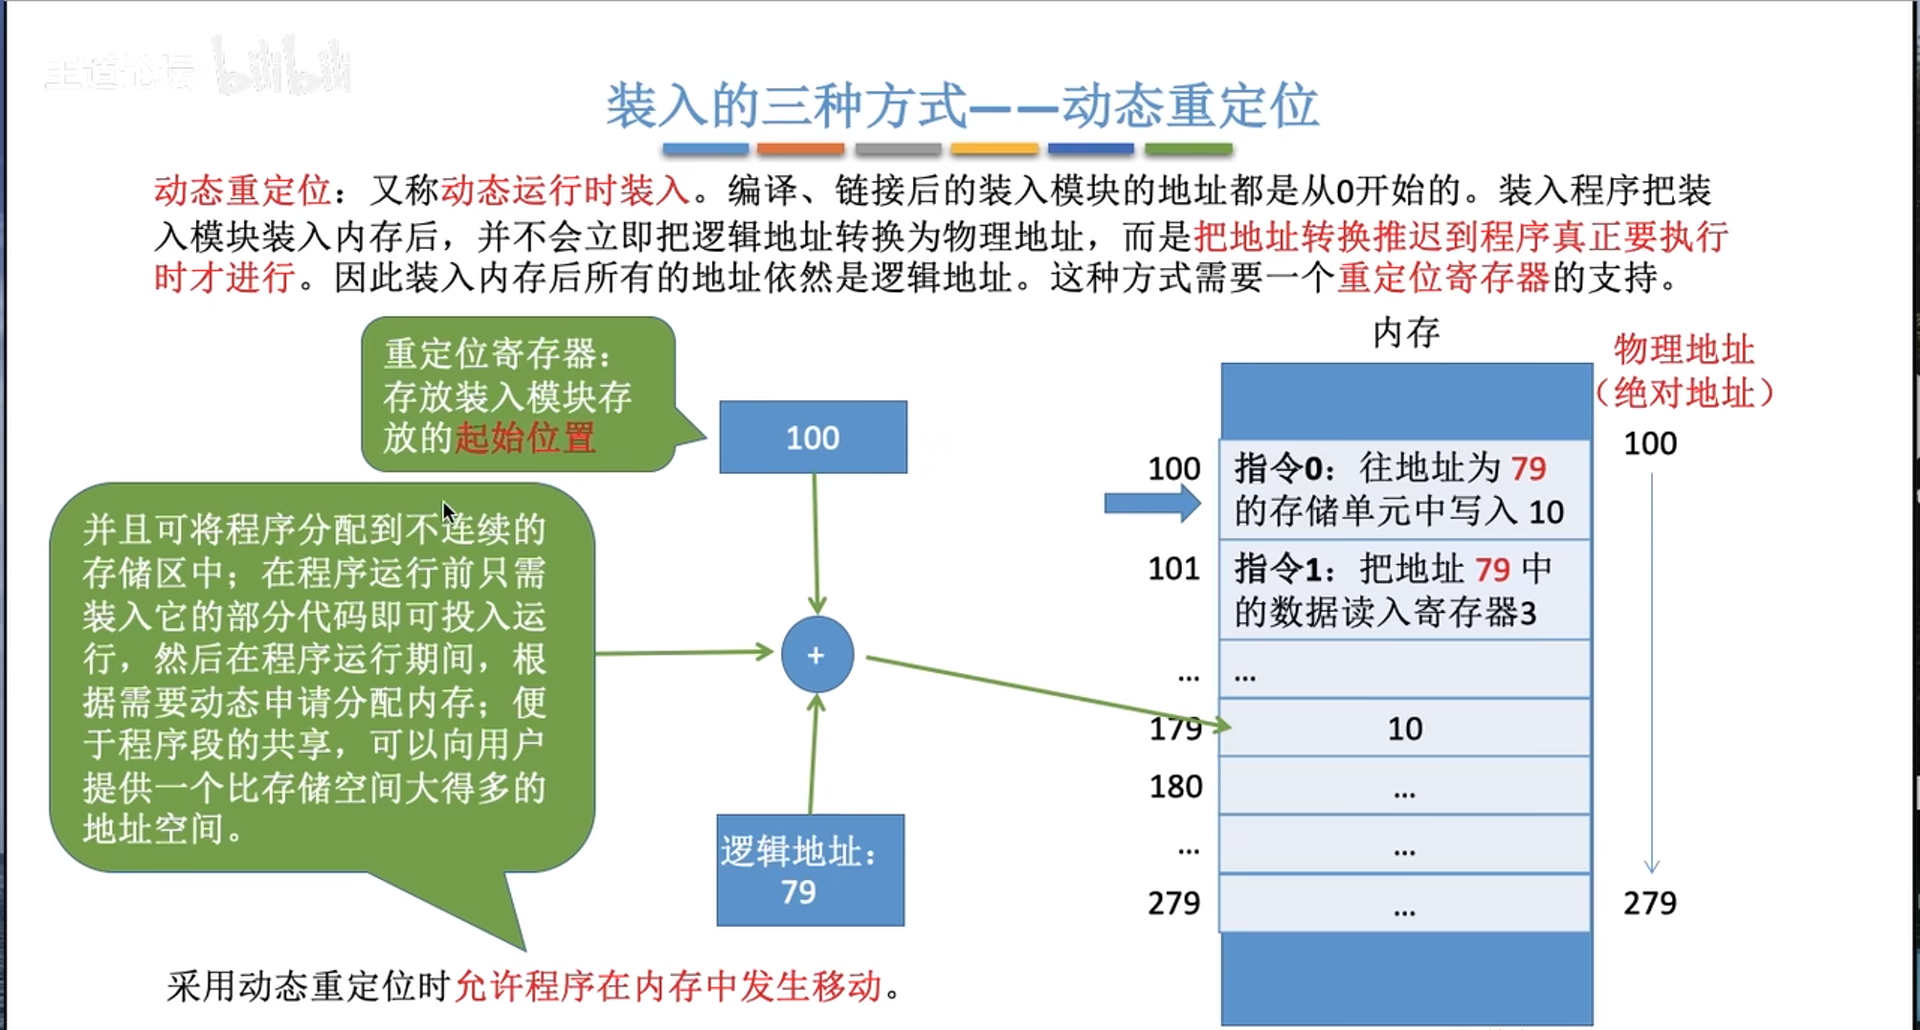 王道论坛 bilibili
装入的三种方式——动态重定位
动态重定位：又称动态运行时装入。编译、链接后的装入模块的地址都是从0开始的。装入程序把装
入模块装入内存后，并不会立即把逻辑地址转换为物理地址，而是把地址转换推迟到程序真正要执行
时才进行。因此装入内存后所有的地址依然是逻辑地址。这种方式需要一个重定位寄存器的支持。
重定位寄存器：
存放装入模块存
放的起始位置
100
并且可将程序分配到不连续的
存储区中；在程序运行前只需
装入它的部分代码即可投入运
行，然后在程序运行期间，根
据需要动态申请分配内存；便
于程序段的共享，可以向用户
提供一个比存储空间大得多的
地址空间。
+
逻辑地址：
79
采用动态重定位时允许程序在内存中发生移动。
内存
物理地址
（绝对地址）
100
100
指令0：往地址为 79
的存储单元中写入 10
101
指令1：把地址 79 中
的数据读入寄存器3
...
...
179
10
180
...
...
...
279
...
279